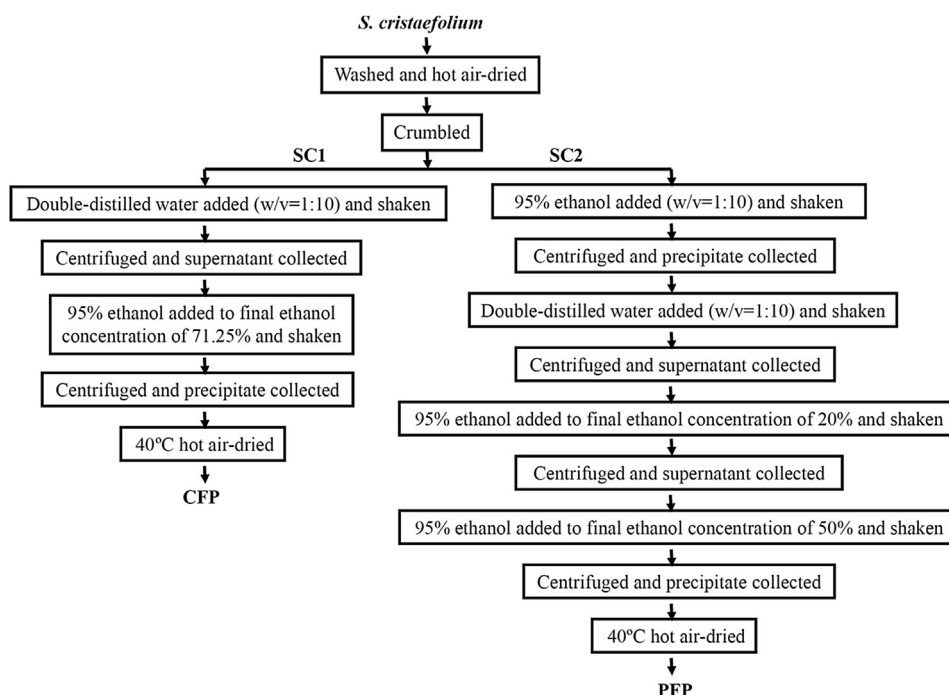 S. cristaefolium
Washed and hot air-dried
Crumbled
SC1
Double-distilled water added (w/v=1:10) and shaken
Centrifuged and supernatant collected
95% ethanol added to final ethanol
concentration of 71.25% and shaken
Centrifuged and precipitate collected
40ºC hot air-dried
CFP
SC2
95% ethanol added (w/v=1:10) and shaken
Centrifuged and precipitate collected
Double-distilled water added (w/v=1:10) and shaken
Centrifuged and supernatant collected
95% ethanol added to final ethanol concentration of 20% and shaken
Centrifuged and supernatant collected
95% ethanol added to final ethanol concentration of 50% and shaken
Centrifuged and precipitate collected
40ºC hot air-dried
PFP